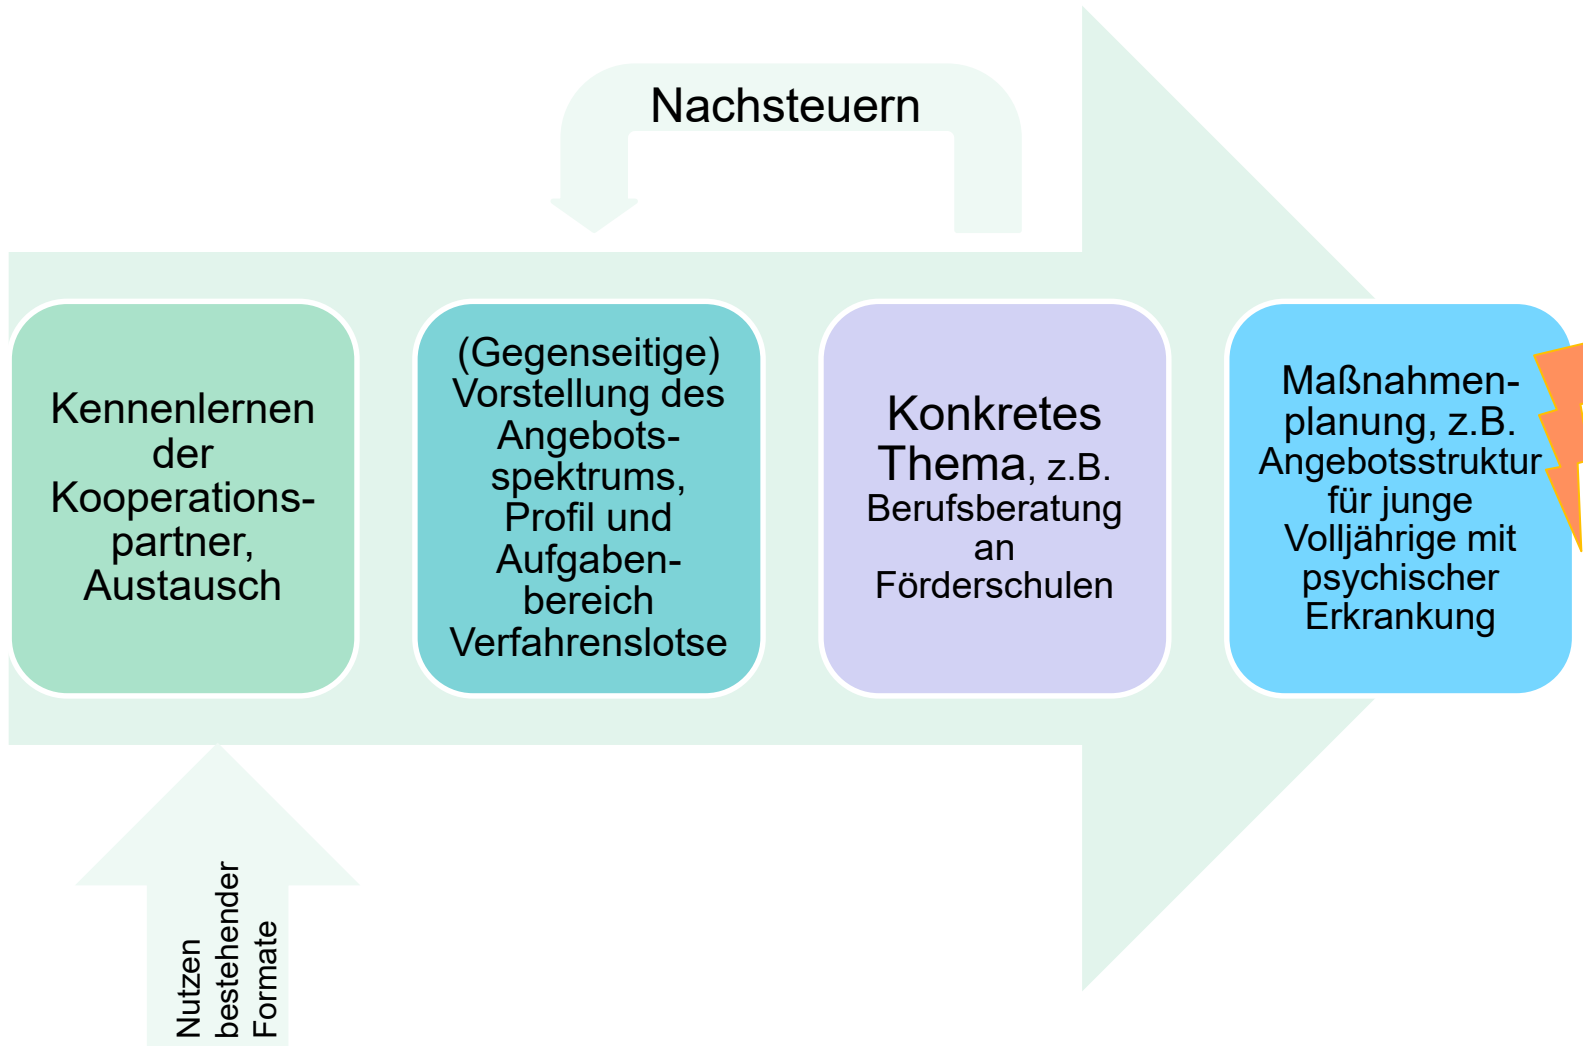 Nachsteuern
Kennenlernen
der
Kooperations-
partner,
Austausch
(Gegenseitige)
Vorstellung des
Angebots-
spektrums,
Profil und
Aufgaben-
bereich
Verfahrenslotse
Konkretes
Thema, z.B.
Berufsberatung
an
Förderschulen
Maßnahmen-
planung, z.B.
Angebotsstruktur
für junge
Volljährige mit
psychischer
Erkrankung
Nutzen
bestehender
Formate